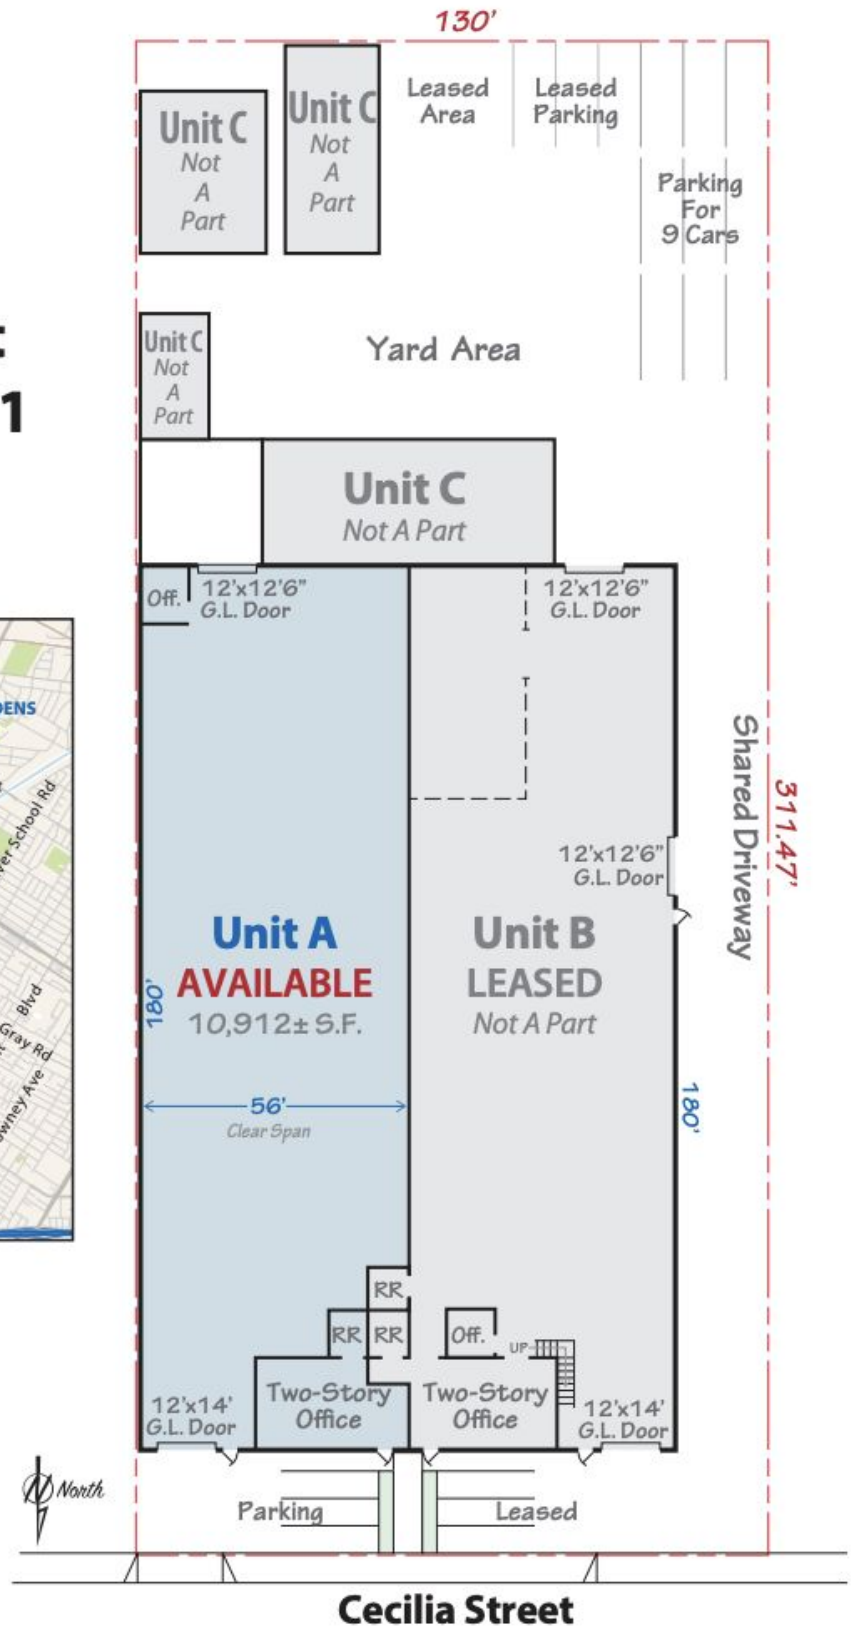 130'
Unit C
Not
A
Part
Unit C
Not
A
Part
Leased
Area
Leased
Parking
Parking
For
9 Cars
1
Unit C
Not
A
Part
Yard Area
Unit C
Not A Part
Off.
12'x12'6"
G.L. Door
12'x12'6"
G.L. Door
School Rd
Blvd
Gray Rd
Ave
12'x12'6"
G.L. Door
Shared Driveway
311.47'
Unit A
AVAILABLE
10,912± S.F.
180'
56'
Clear Span
Unit B
LEASED
Not A Part
180'
RR
RR
RR
Off.
UP
Two-Story
Office
Two-Story
Office
12'x14'
G.L. Door
12'x14'
G.L. Door
N
North
Parking
Leased
Cecilia Street